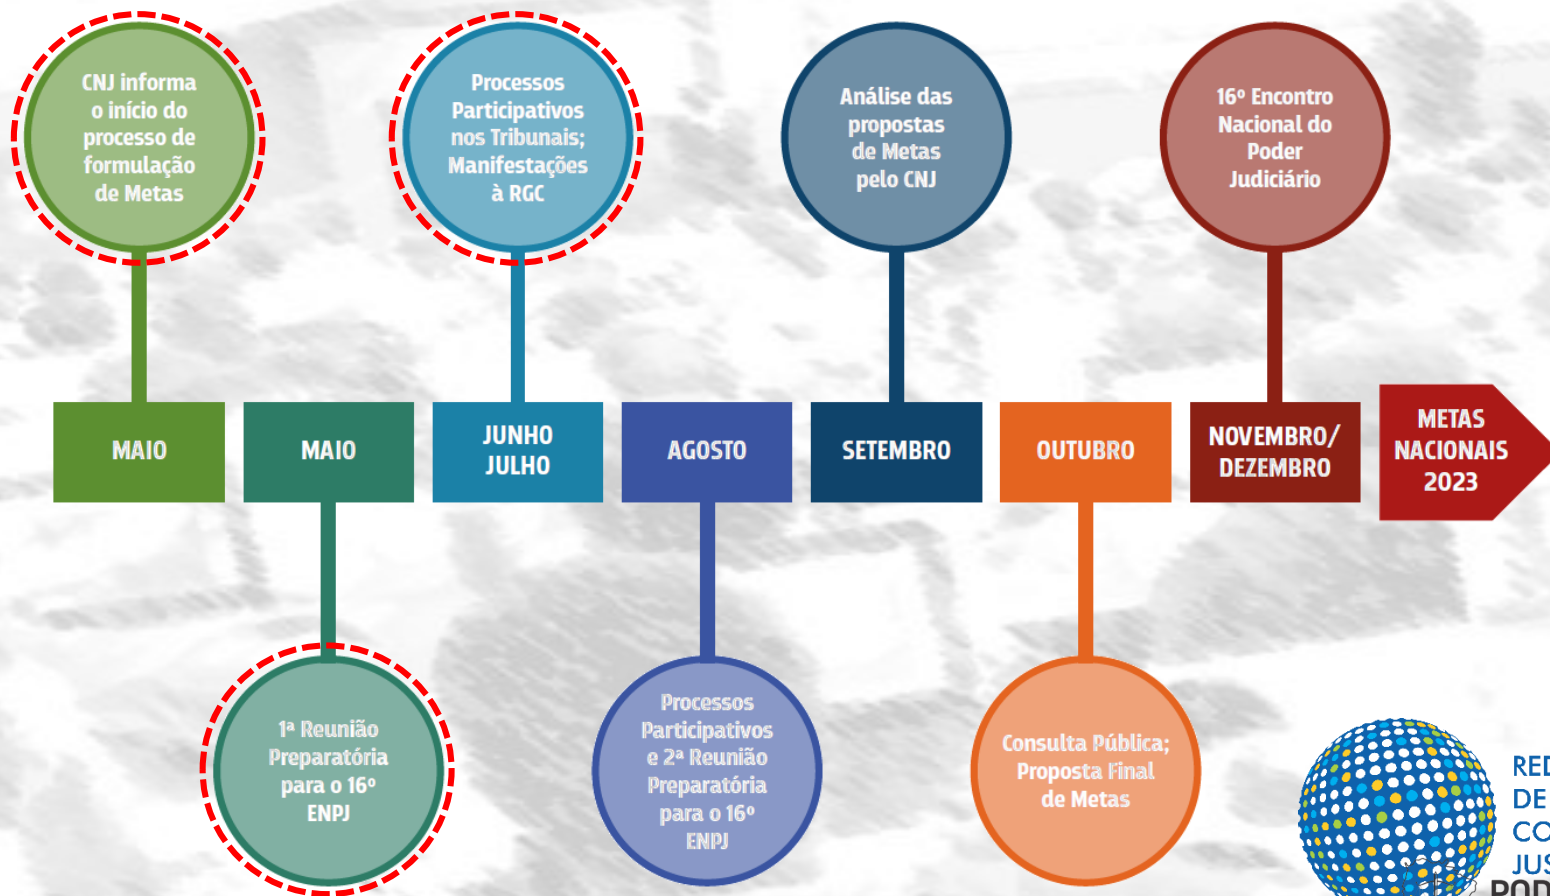 CNJ informa
o início do
processo de
formulação
de Metas
Processos
Participativos
nos Tribunais;
Manifestações
à RGC
Análise das
propostas
de Metas
pelo CNJ
16º Encontro
Nacional do
Poder
Judiciário
MAIO
MAIO
JUNHO
JULHO
AGOSTO
SETEMBRO
OUTUBRO
NOVEMBRO/
DEZEMBRO
METAS
NACIONAIS
2023
1ª Reunião
Preparatória
para o 16º
ENPJ
Processos
Participativos
e 2ª Reunião
Preparatória
para o 16º
ENPJ
Consulta Pública;
Proposta Final
de Metas
DE